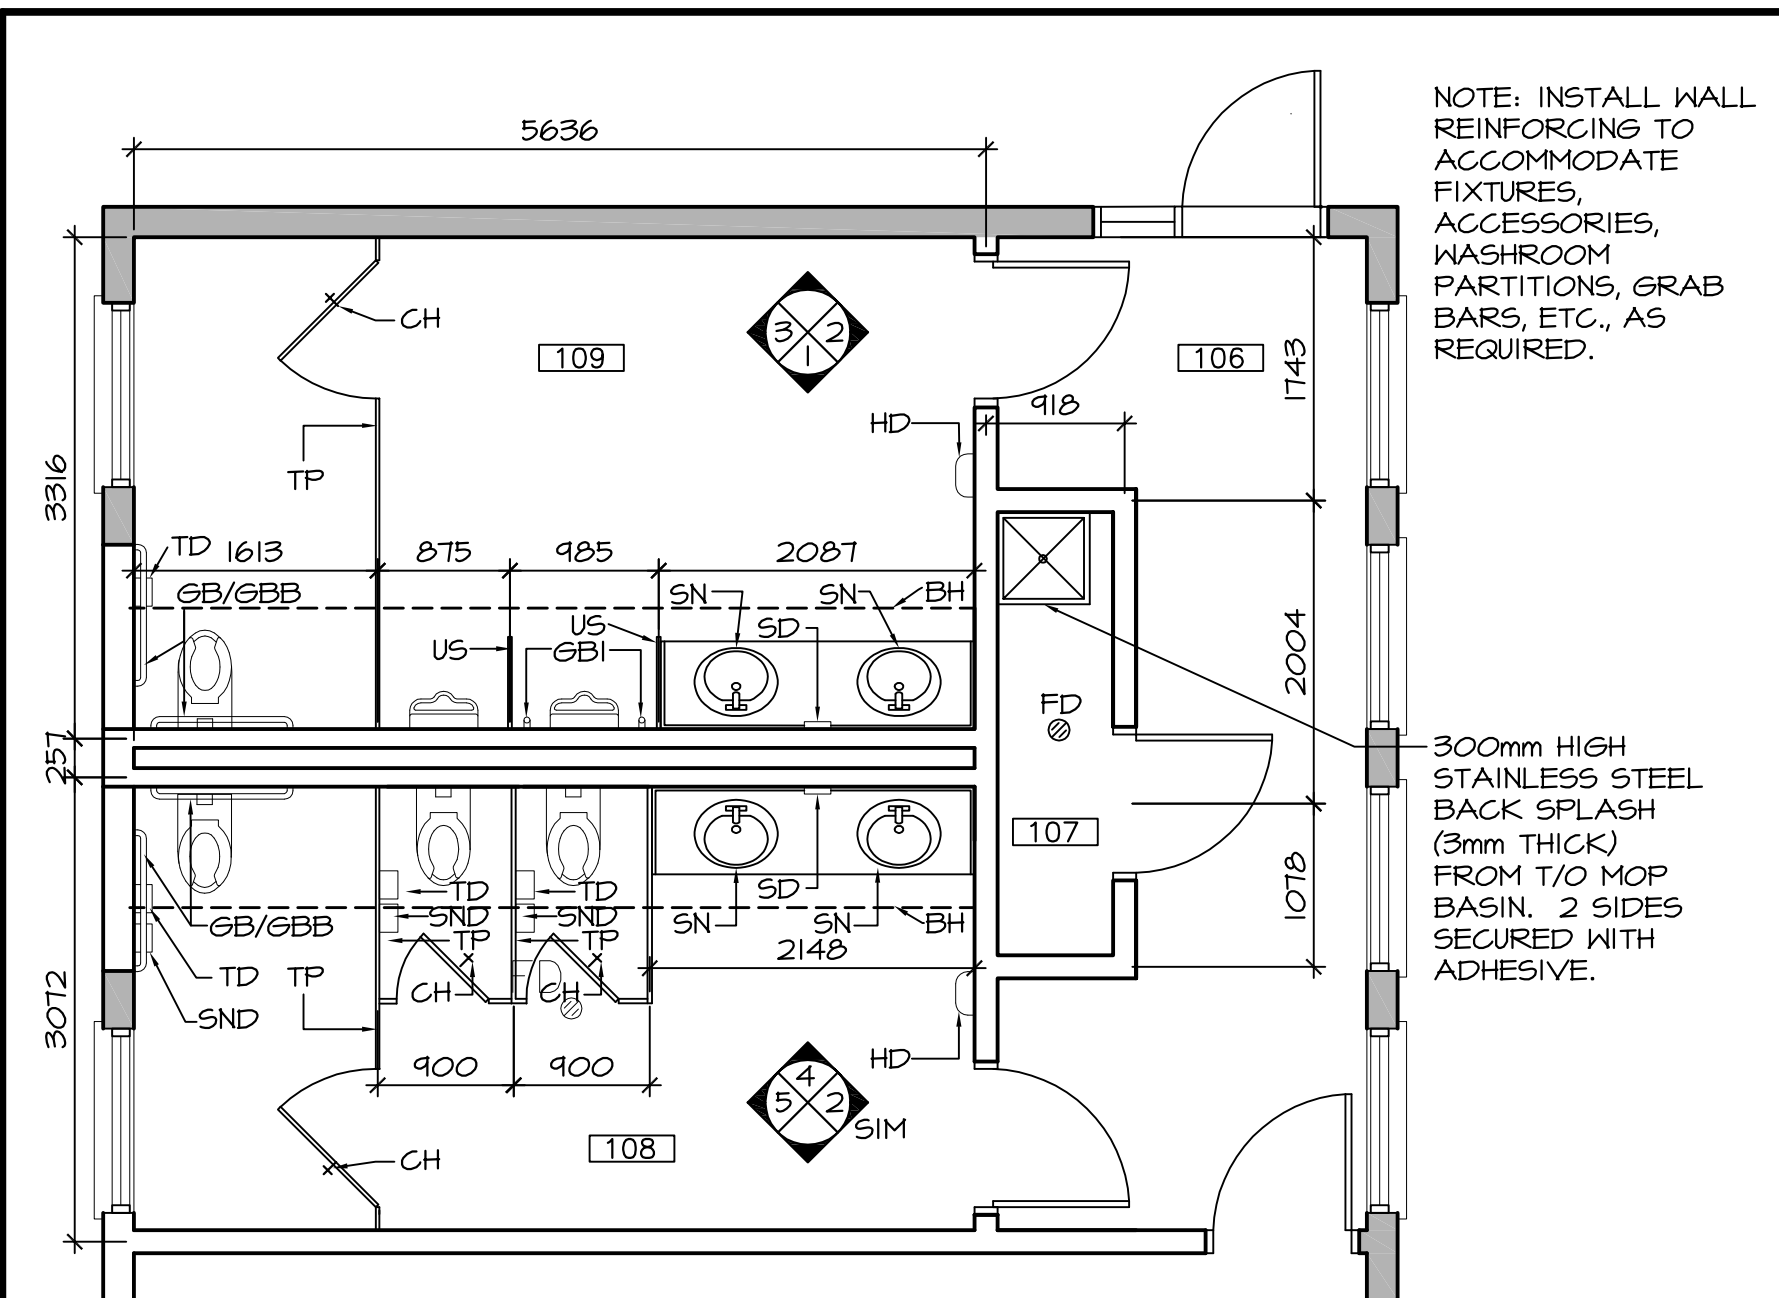 5636
NOTE: INSTALL WALL
REINFORCING TO
ACCOMMODATE
FIXTURES,
ACCESSORIES,
WASHROOM
PARTITIONS, GRAB
BARS, ETC., AS
REQUIRED.
CH
109
3 2
1
106
1743
918
HD
TP
3316
TD
1613
875
985
2087
GB/GBB
SN
SN
BH
US
SD
US
GB1
2004
FD
257
300mm HIGH
STAINLESS STEEL
BACK SPLASH
(3mm THICK)
FROM T/O MOP
BASIN. 2 SIDES
SECURED WITH
ADHESIVE.
107
1078
TD
TD
SD
SND
SND
GB/GBB
TP
TP
SN
SN
BH
2148
TD
TP
CH
CH
SND
3072
900
900
HD
4
5 2
SIM
108
CH